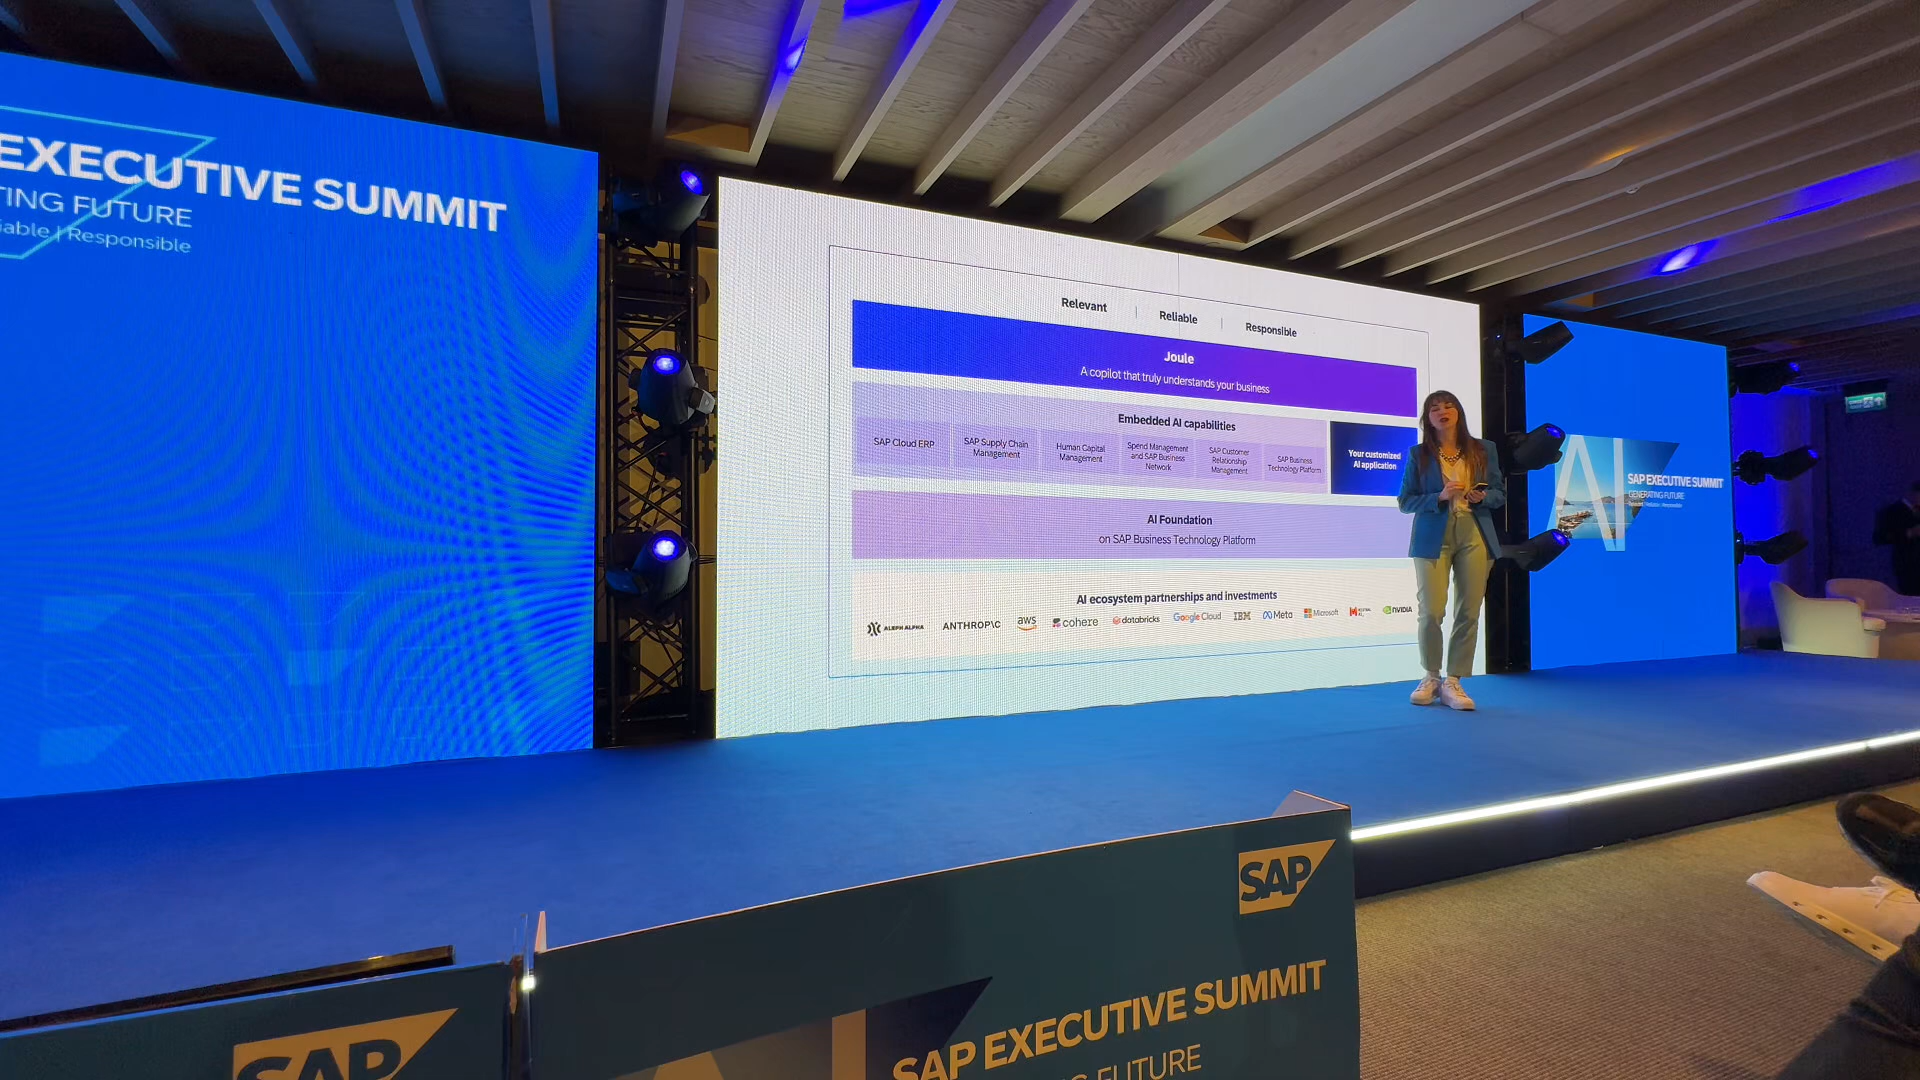 EXECUTIVE SUMMIT
TING FUTURE
iable | Responsible
Relevant | Reliable | Responsible
Joule
A copilot that truly understands your business
Embedded AI capabilities
SAP Cloud ERP
SAP Supply Chain
Management
Human Capital
Management
Spend Management
and SAP Business
Network
SAP Customer
Relationship
Management
SAP Business
Technology Platform
Your customized
AI application
AI Foundation
on SAP Business Technology Platform
AI ecosystem partnerships and investments
ALEPH ALPHA
ANTHROP\C
aws
cohere
databricks
Google Cloud
IBM
Meta
Microsoft
NVIDIA
AI
SAP EXECUTIVE SUMMIT
GENERATING FUTURE
SAP
SAP EXECUTIVE SUMMIT
FUTURE
SAP